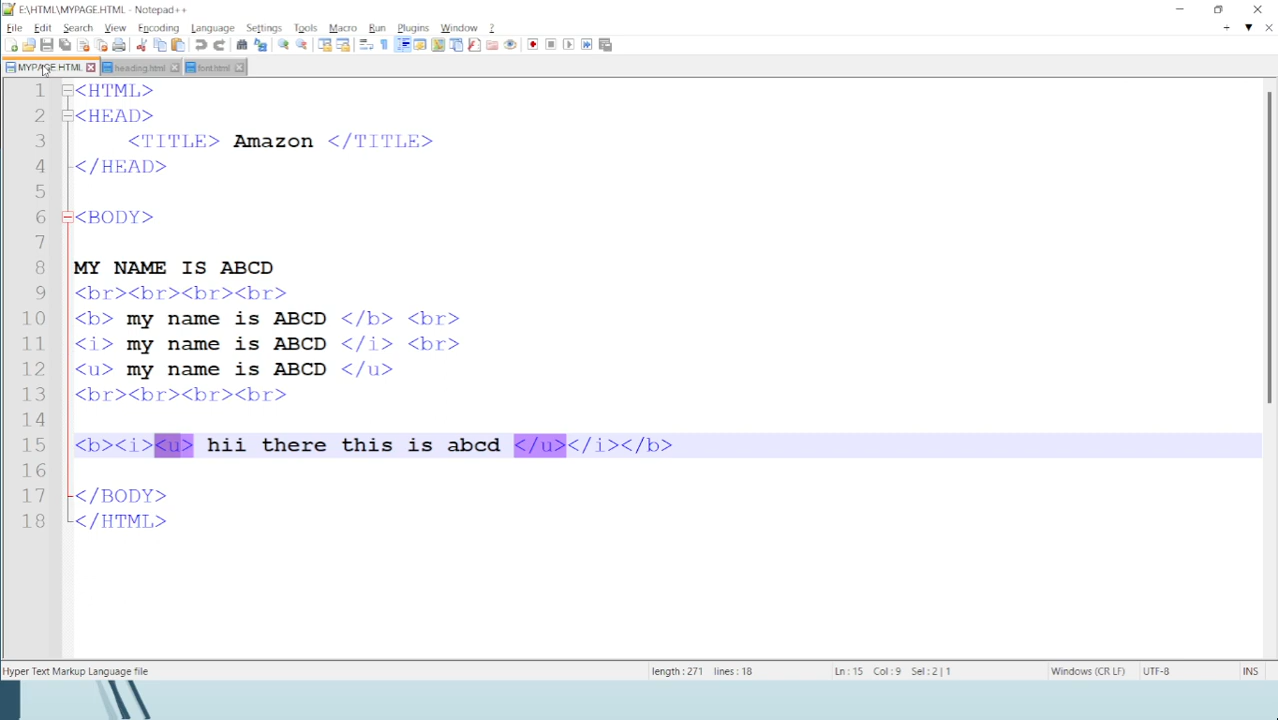 E:\HTML\MYPAGE.HTML - Notepad++
File Edit Search View Encoding Language Settings Tools Macro Run Plugins Window ?
MYPAGE.HTML heading.html font.html
1 <HTML>
2 <HEAD>
3 <TITLE> Amazon </TITLE>
4 </HEAD>
5
6 <BODY>
7
8 MY NAME IS ABCD
9 <br><br><br><br>
10 <b> my name is ABCD </b> <br>
11 <i> my name is ABCD </i> <br>
12 <u> my name is ABCD </u>
13 <br><br><br><br>
14
15 <b><i><u> hii there this is abcd </u></i></b>
16
17 </BODY>
18 </HTML>
Hyper Text Markup Language file length : 271 lines : 18 Ln : 15 Col : 9 Sel : 2 | 1 Windows (CR LF) UTF-8 INS